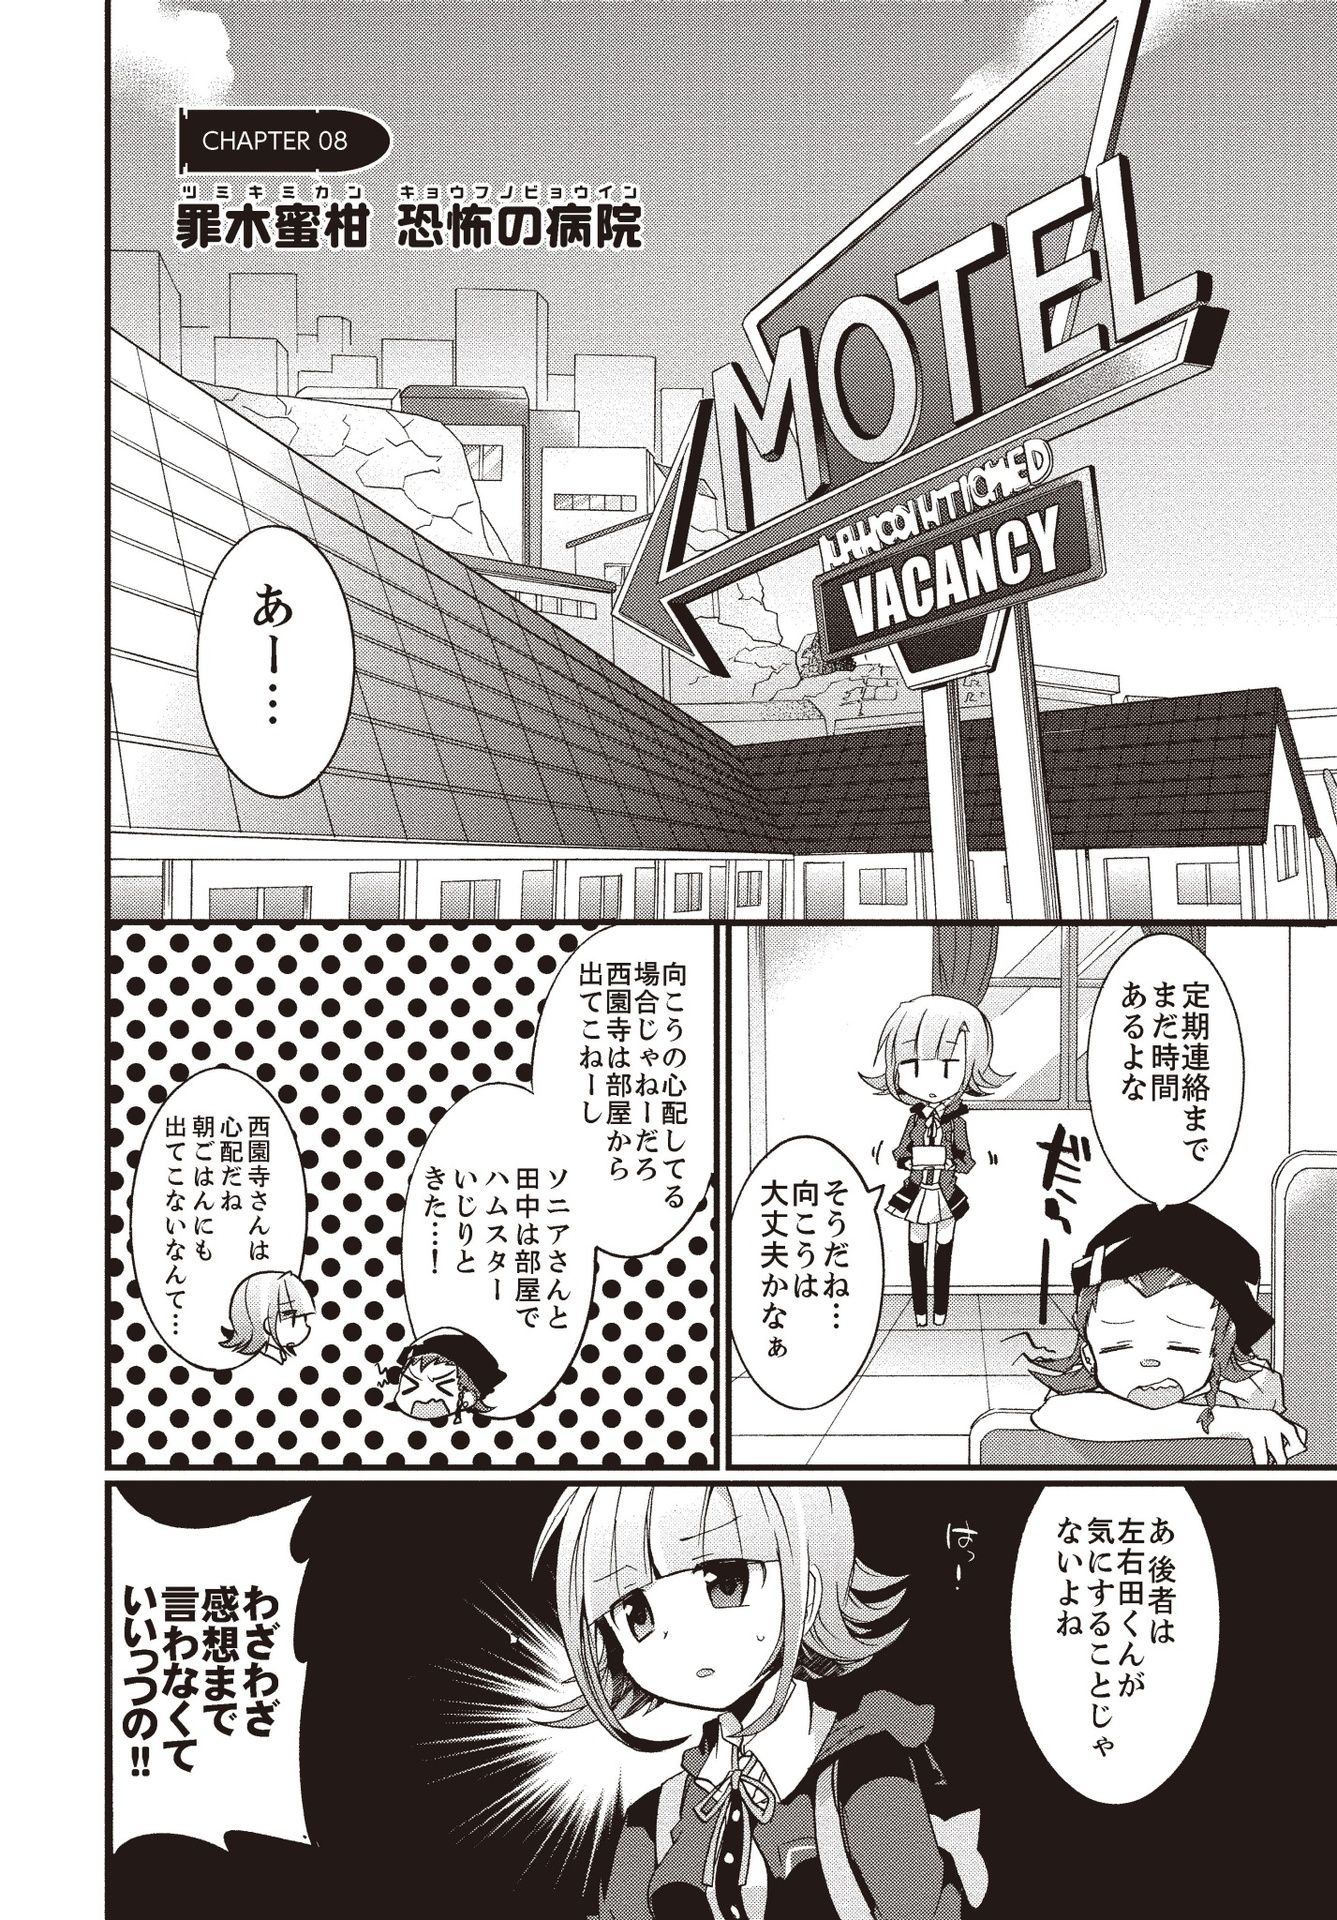 CHAPTER 08
ツミキミカン キョウフノビョウイン
罪木蜜柑 恐怖の病院
MOTEL
VACANCY
あー…
定期連絡まで
まだ時間
あるよな
だらー
そうだね…
向こうは
大丈夫かなぁ
向こうの心配してる
場合じゃねーだろ
西園寺は部屋から
出てこねーし
ソニアさんと
田中は部屋で
ハムスター
いじりと
きた…!
西園寺さんは
心配だね
朝ごはんにも
出てこないなんて…
あ 後者は
左右田くんが
気にすることじゃ
ないよね
はっ
わざわざ
感想まで
言わなくて
いいっつの!!